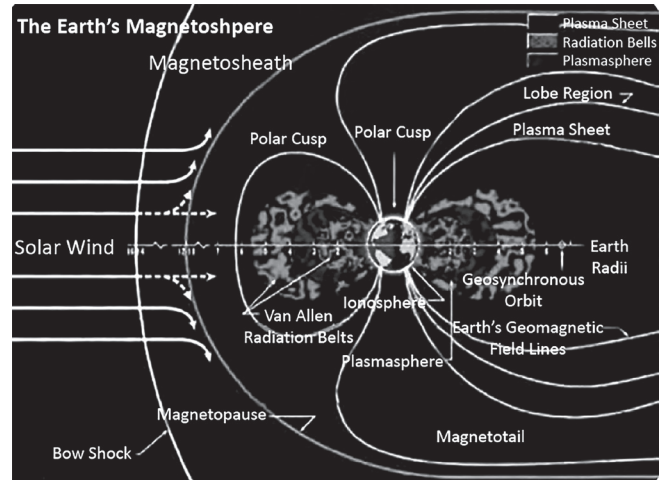 The Earth's Magnetoshpere
Plasma Sheet
Radiation Bells
Plasmasphere
Magnetosheath
Lobe Region
Polar Cusp
Polar Cusp
Plasma Sheet
Solar Wind
Earth
Radii
Geosynchronous
Orbit
Ionosphere
Van Allen
Radiation Belts
Earth's Geomagnetic
Field Lines
Plasmasphere
Magnetopause
Magnetotail
Bow Shock